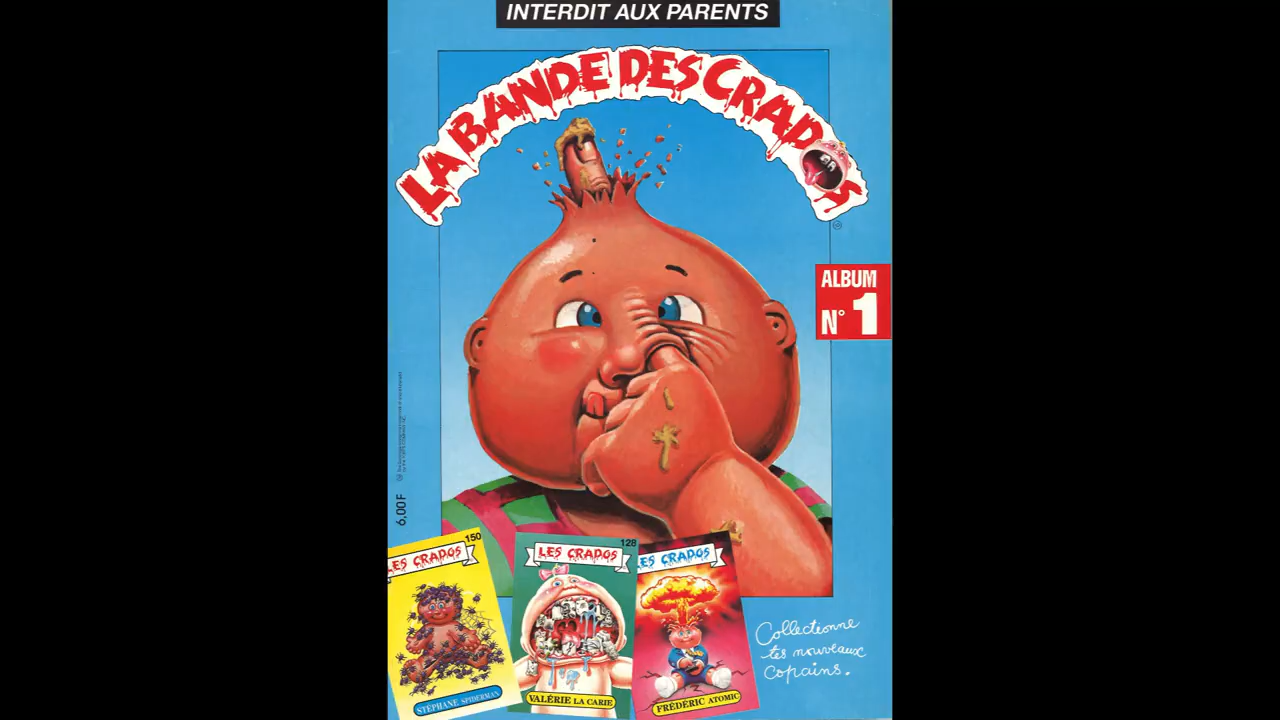 INTERDIT AUX PARENTS
LA BANDE DES CRADOS
ALBUM
N° 1
6,00 F
150
LES CRADOS
STÉPHANE SPIDERMAN
128
LES CRADOS
VALÉRIE LA CARIE
LES CRADOS
FRÉDÉRIC ATOMIC
Collectionne
tes nouveaux
copains.